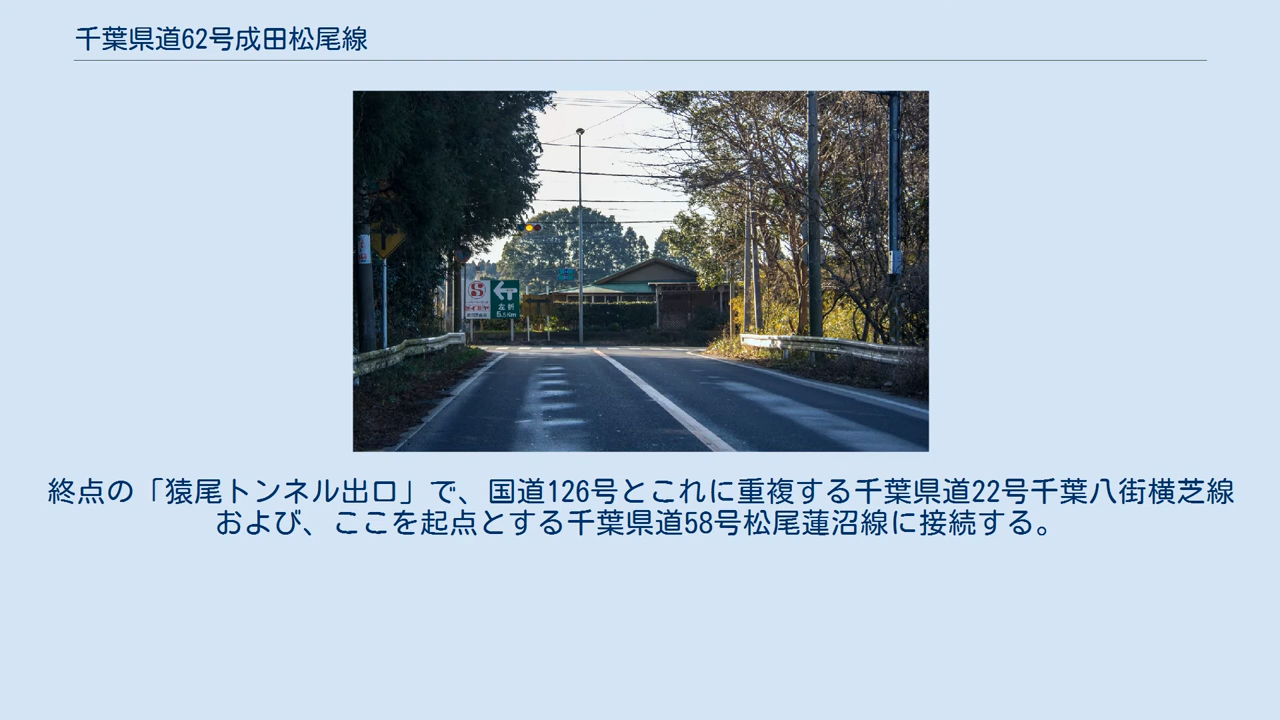 千葉県道62号成田松尾線
S
左折
5.5Km
終点の「猿尾トンネル出口」で、国道126号とこれに重複する千葉県道22号千葉八街横芝線
および、ここを起点とする千葉県道58号松尾蓮沼線に接続する。